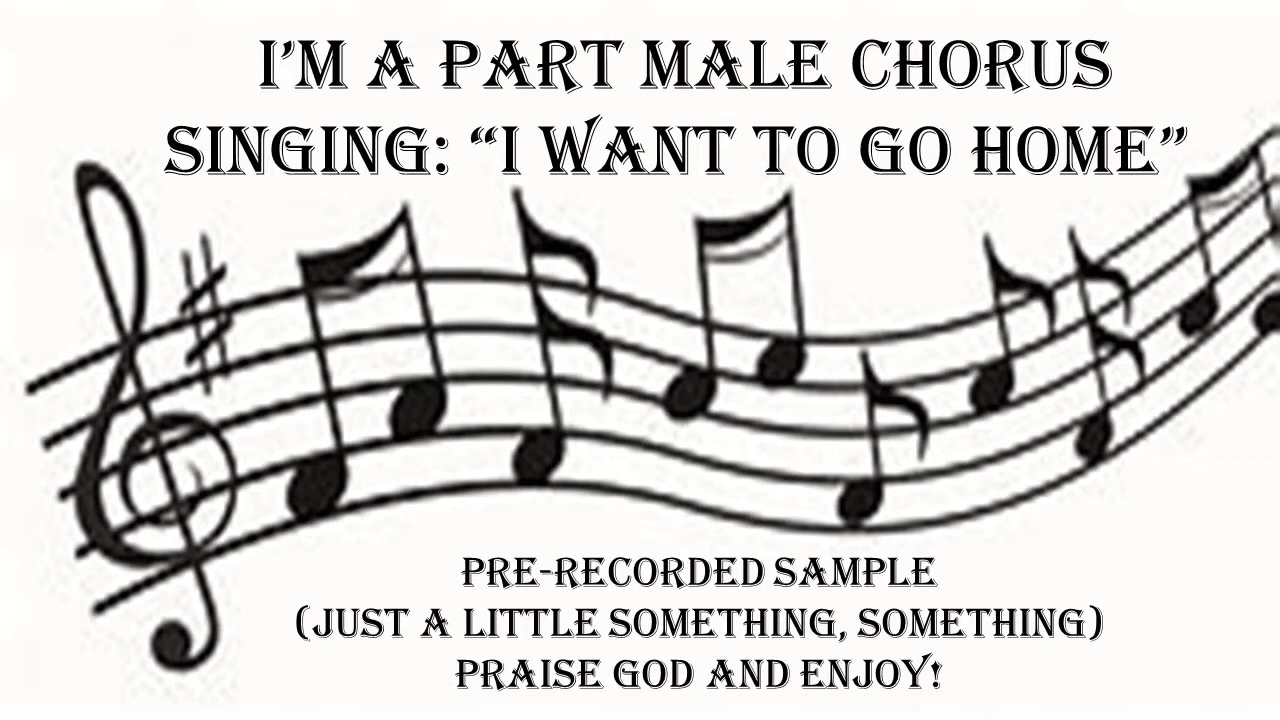 I'M A PART MALE CHORUS
SINGING: “I WANT TO GO HOME”
PRE-RECORDED SAMPLE
(JUST A LITTLE SOMETHING, SOMETHING)
PRAISE GOD AND ENJOY!